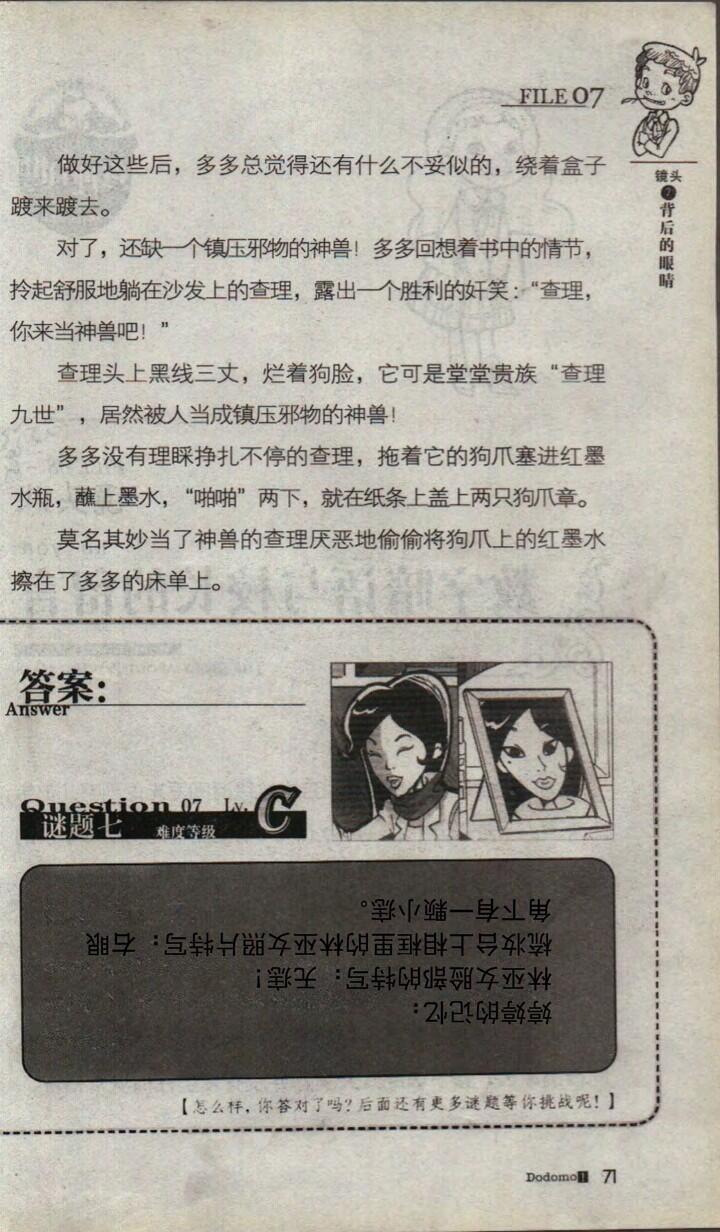 FILE 07
镜头
7
背后的眼睛
做好这些后，多多总觉得还有什么不妥似的，绕着盒子
踱来踱去。
对了，还缺一个镇压邪物的神兽！多多回想着书中的情节，
拎起舒服地躺在沙发上的查理，露出一个胜利的奸笑：“查理，
你来当神兽吧！”
查理头上黑线三丈，烂着狗脸，它可是堂堂贵族“查理
九世”，居然被人当成镇压邪物的神兽！
多多没有理睬挣扎不停的查理，拖着它的狗爪塞进红墨
水瓶，蘸上墨水，“啪啪”两下，就在纸条上盖上两只狗爪章。
莫名其妙当了神兽的查理厌恶地偷偷将狗爪上的红墨水
擦在了多多的床单上。
答案：
Answer
Question 07 Lv. C
谜题七 难度等级
婷婷的记忆：
林巫女脸部的特写：无痣！
梳妆台上相框里的林巫女照片特写：右眼
角下有一颗小痣。
【怎么样，你答对了吗？后面还有更多谜题等你挑战呢！】
Dodomo! 71